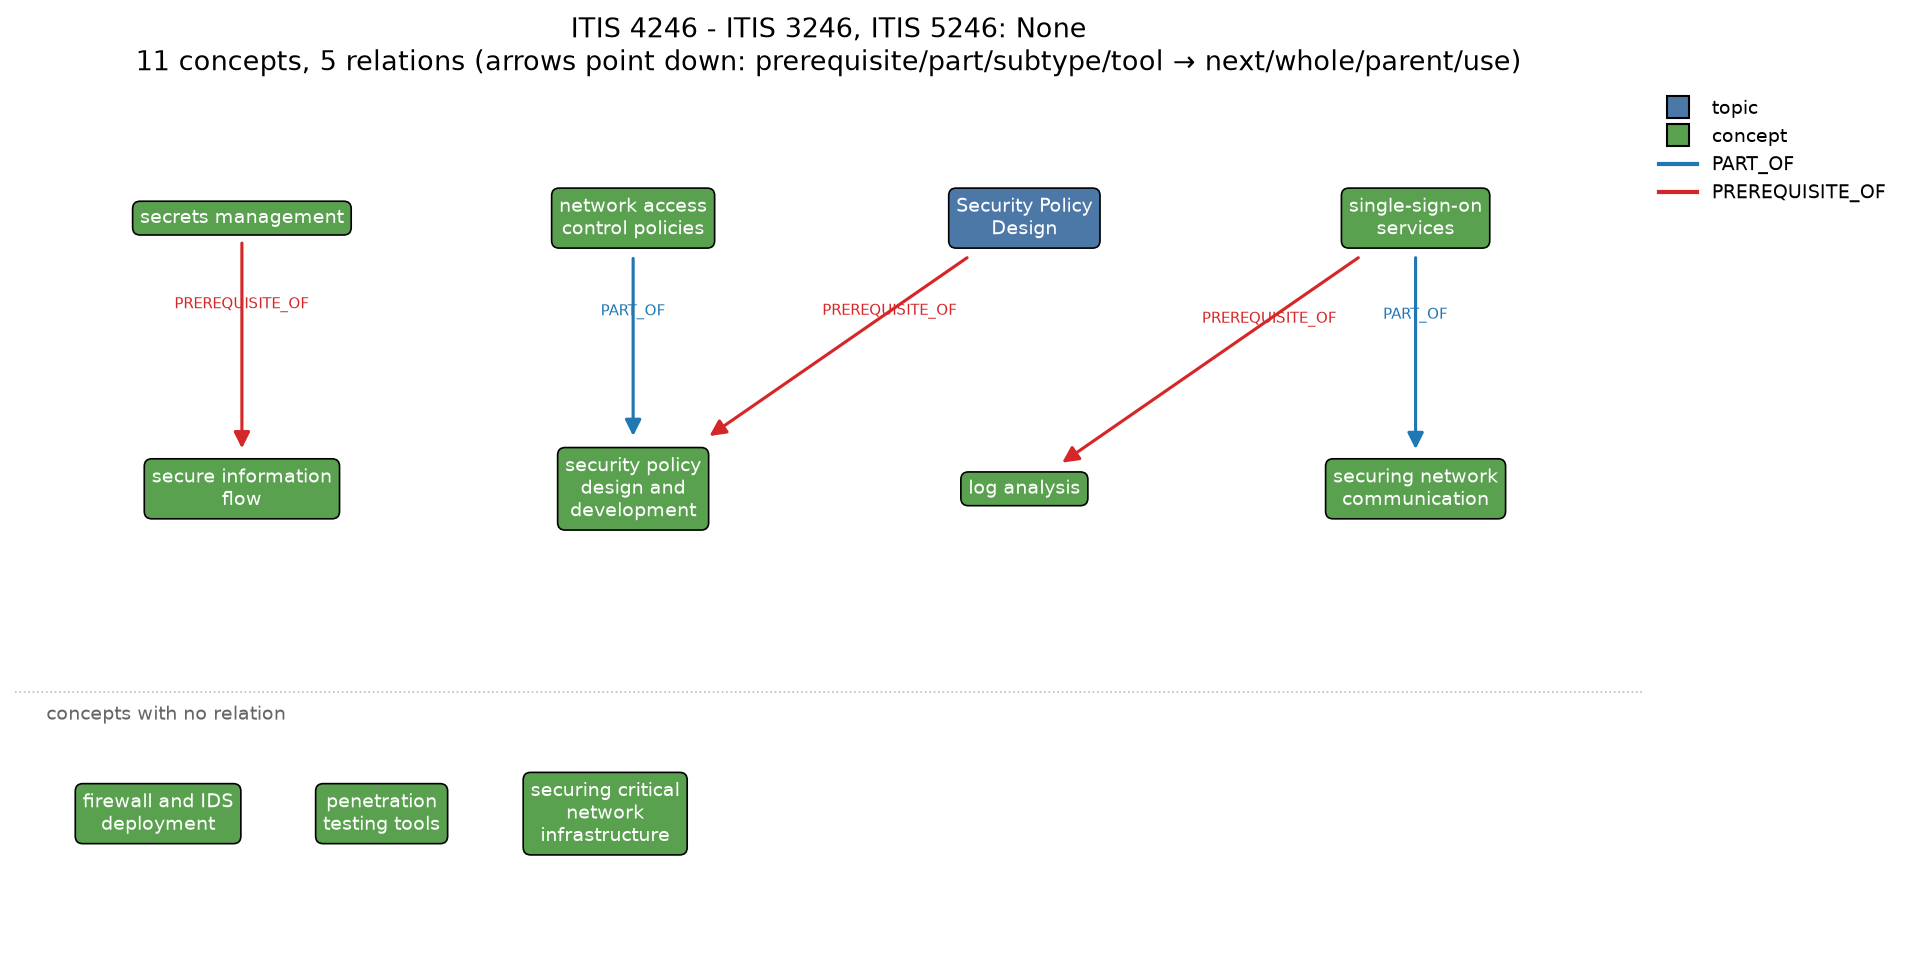 ITIS 4246 - ITIS 3246, ITIS 5246: None
11 concepts, 5 relations (arrows point down: prerequisite/part/subtype/tool → next/whole/parent/use)
topic
concept
PART_OF
PREREQUISITE_OF
secrets management
network access
control policies
Security Policy
Design
single-sign-on
services
PREREQUISITE_OF
PART_OF
PREREQUISITE_OF
PREREQUISITE_OF
PART_OF
secure information
flow
security policy
design and
development
log analysis
securing network
communication
concepts with no relation
firewall and IDS
deployment
penetration
testing tools
securing critical
network
infrastructure